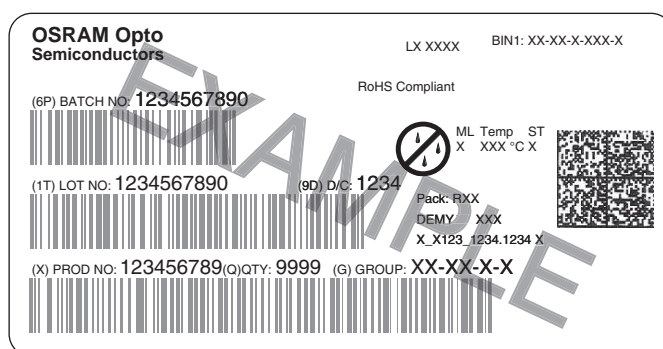 OSRAM Opto
Semiconductors
LX XXXX
BIN1: XX-XX-X-XXX-X
RoHS Compliant
(6P) BATCH NO: 1234567890
ML Temp ST
X XXX °C X
(1T) LOT NO: 1234567890 (9D) D/C: 1234
Pack: RXX
DEMY XXX
X_X123_1234.1234 X
(X) PROD NO: 123456789(Q)QTY: 9999 (G) GROUP: XX-XX-X-X
EXAMPLE